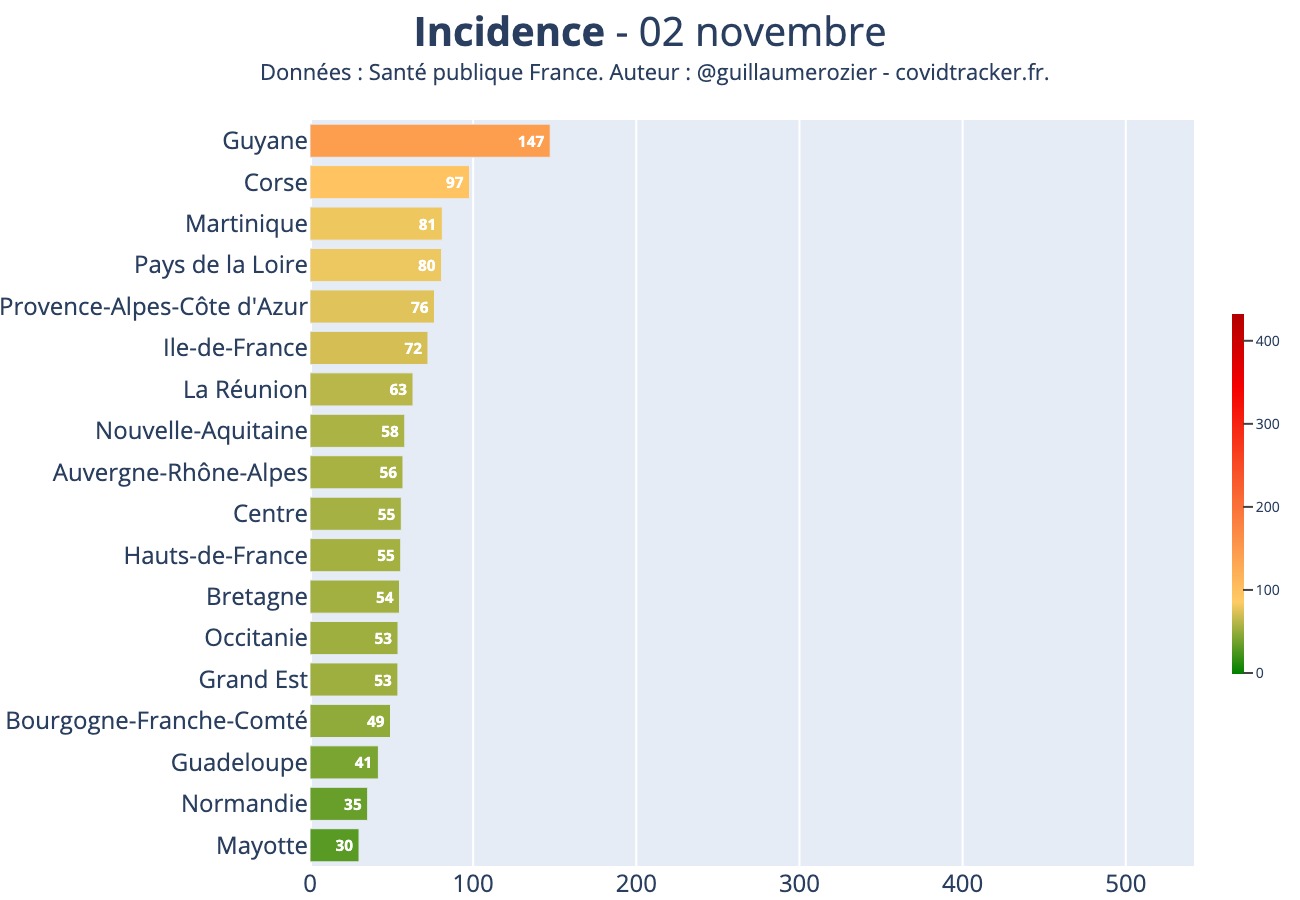 Incidence - 02 novembre
Données : Santé publique France. Auteur : @guillaumerozier - covidtracker.fr.
Guyane 147
Corse 97
Martinique 81
Pays de la Loire 80
Provence-Alpes-Côte d'Azur 76
Ile-de-France 72
La Réunion 63
Nouvelle-Aquitaine 58
Auvergne-Rhône-Alpes 56
Centre 55
Hauts-de-France 55
Bretagne 54
Occitanie 53
Grand Est 53
Bourgogne-Franche-Comté 49
Guadeloupe 41
Normandie 35
Mayotte 30
0 100 200 300 400 500
400
300
200
100
0